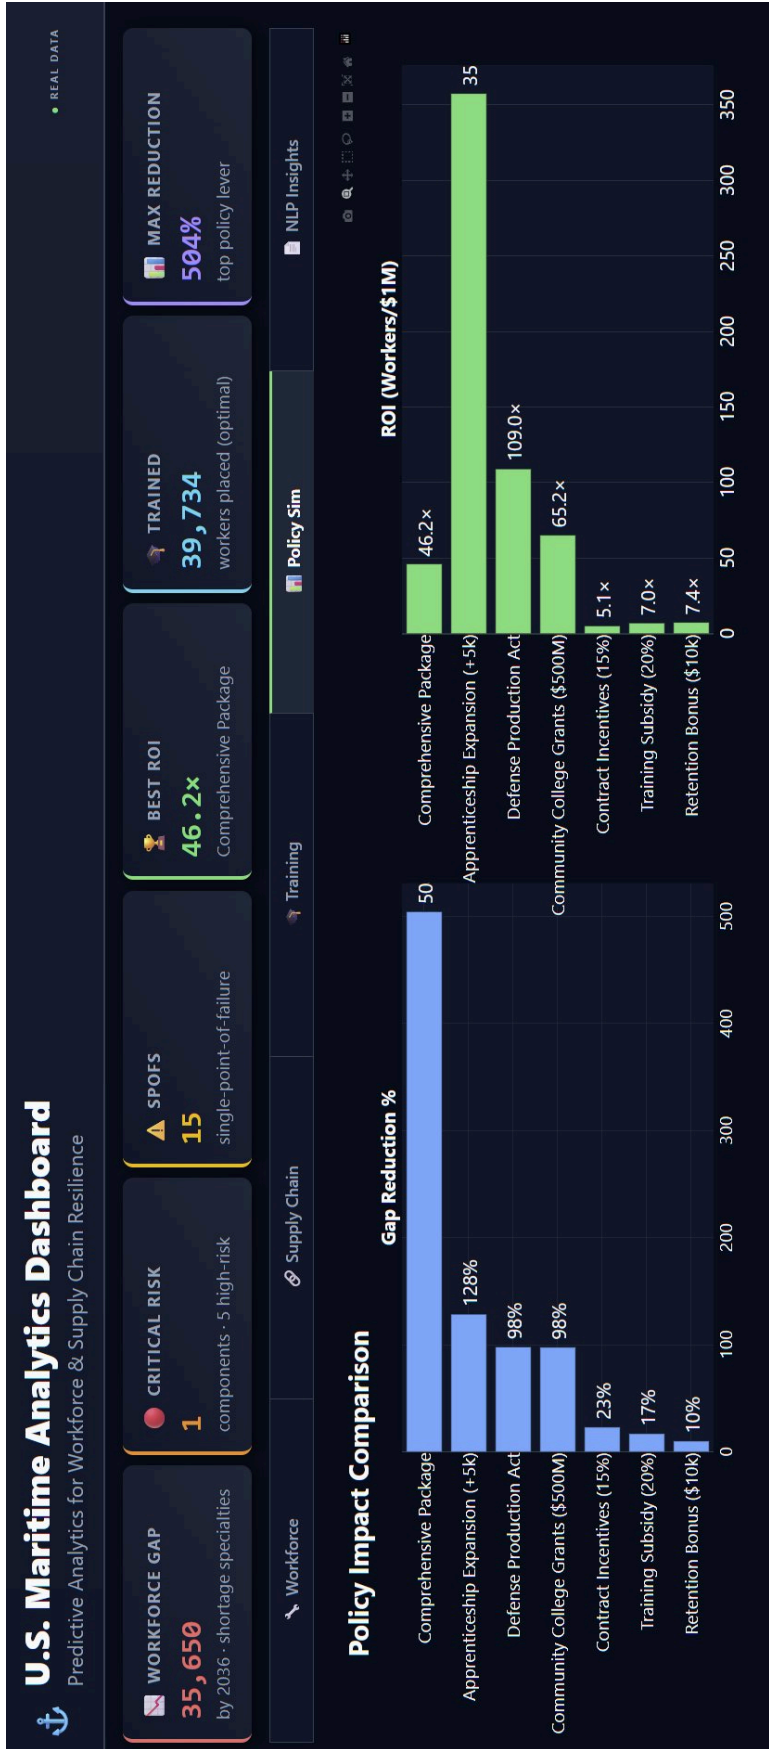 U.S. Maritime Analytics Dashboard
Predictive Analytics for Workforce & Supply Chain Resilience
REAL DATA
WORKFORCE GAP
35,650
by 2036 · shortage specialties
CRITICAL RISK
1
components · 5 high-risk
SPOFS
15
single-point-of-failure
BEST ROI
46.2×
Comprehensive Package
TRAINED
39,734
workers placed (optimal)
MAX REDUCTION
504%
top policy lever
Workforce
Supply Chain
Training
Policy Sim
NLP Insights
Policy Impact Comparison
Gap Reduction %
Comprehensive Package 50
Apprenticeship Expansion (+5k) 128%
Defense Production Act 98%
Community College Grants ($500M) 98%
Contract Incentives (15%) 23%
Training Subsidy (20%) 17%
Retention Bonus ($10k) 10%
0 100 200 300 400 500
ROI (Workers/$1M)
Comprehensive Package 46.2×
Apprenticeship Expansion (+5k) 35
Defense Production Act 109.0×
Community College Grants ($500M) 65.2×
Contract Incentives (15%) 5.1×
Training Subsidy (20%) 7.0×
Retention Bonus ($10k) 7.4×
0 50 100 150 200 250 300 350